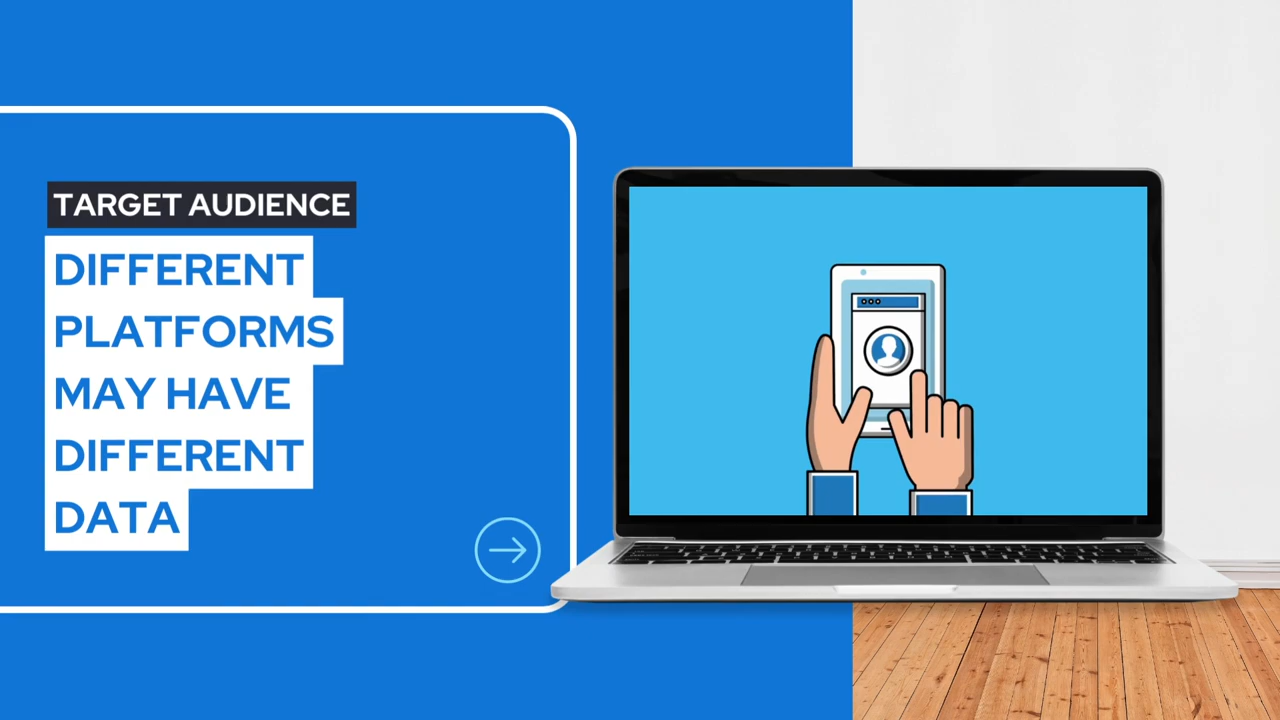 TARGET AUDIENCE
DIFFERENT
PLATFORMS
MAY HAVE
DIFFERENT
DATA